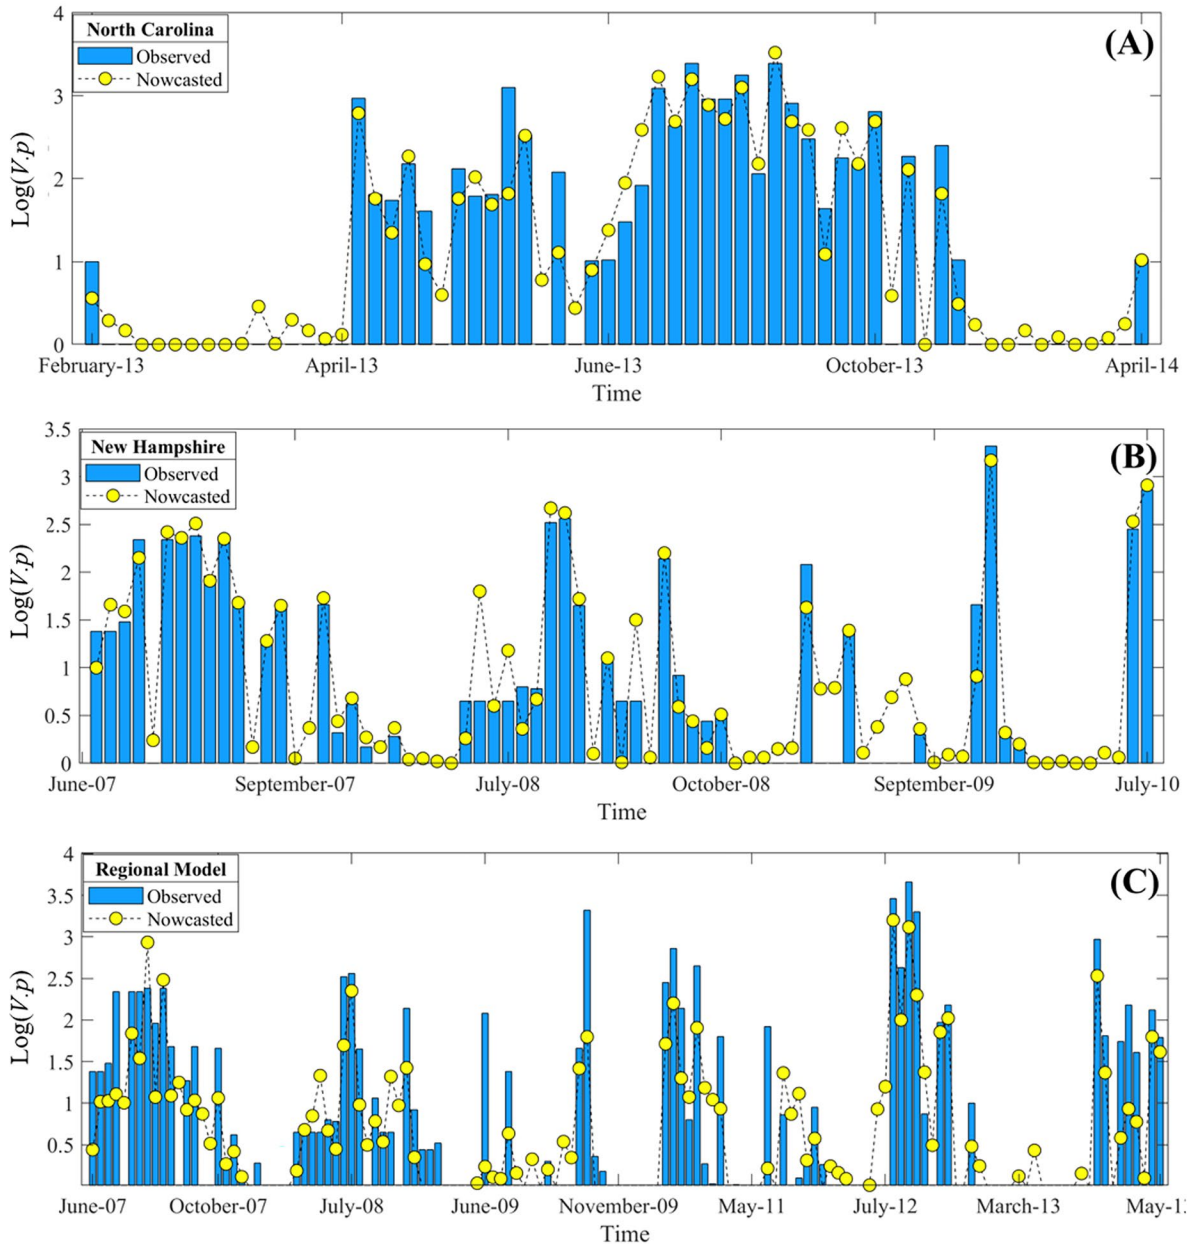 North Carolina
Observed
Nowcasted
(A)
4
3
2
1
0
Log(V.p)
February-13 April-13 June-13 October-13 April-14
Time
New Hampshire
Observed
Nowcasted
(B)
3.5
3
2.5
2
1.5
1
0.5
0
Log(V.p)
June-07 September-07 July-08 October-08 September-09 July-10
Time
Regional Model
Observed
Nowcasted
(C)
4
3.5
3
2.5
2
1.5
1
0.5
Log(V.p)
June-07 October-07 July-08 June-09 November-09 May-11 July-12 March-13
Time